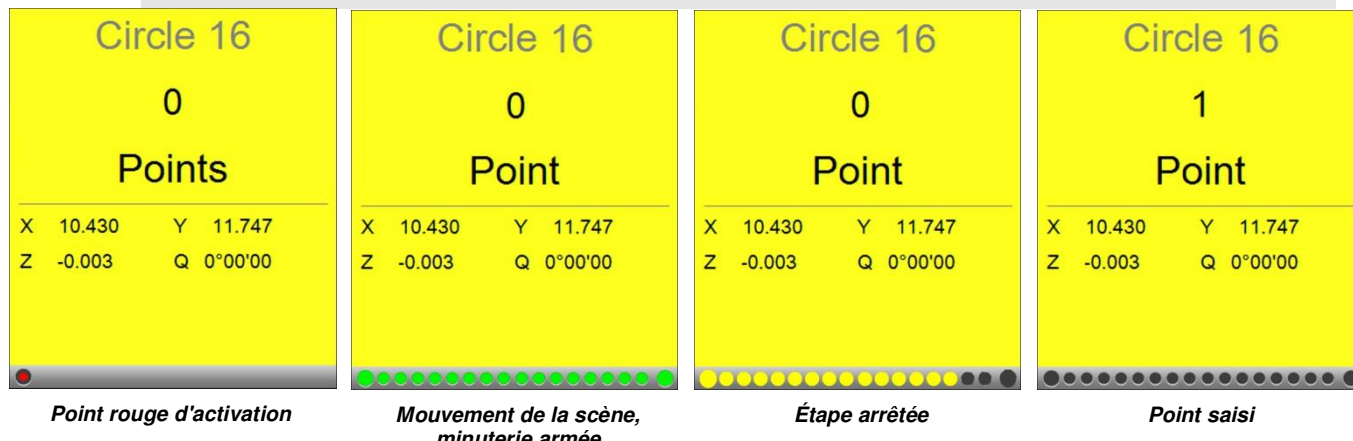 Circle 16
0
Points
X 10.430 Y 11.747
Z -0.003 Q 0°00'00
Point rouge d'activation
Circle 16
0
Point
X 10.430 Y 11.747
Z -0.003 Q 0°00'00
Mouvement de la scène,
minuterie armée
Circle 16
0
Point
X 10.430 Y 11.747
Z -0.003 Q 0°00'00
Étape arrêtée
Circle 16
1
Point
X 10.430 Y 11.747
Z -0.003 Q 0°00'00
Point saisi